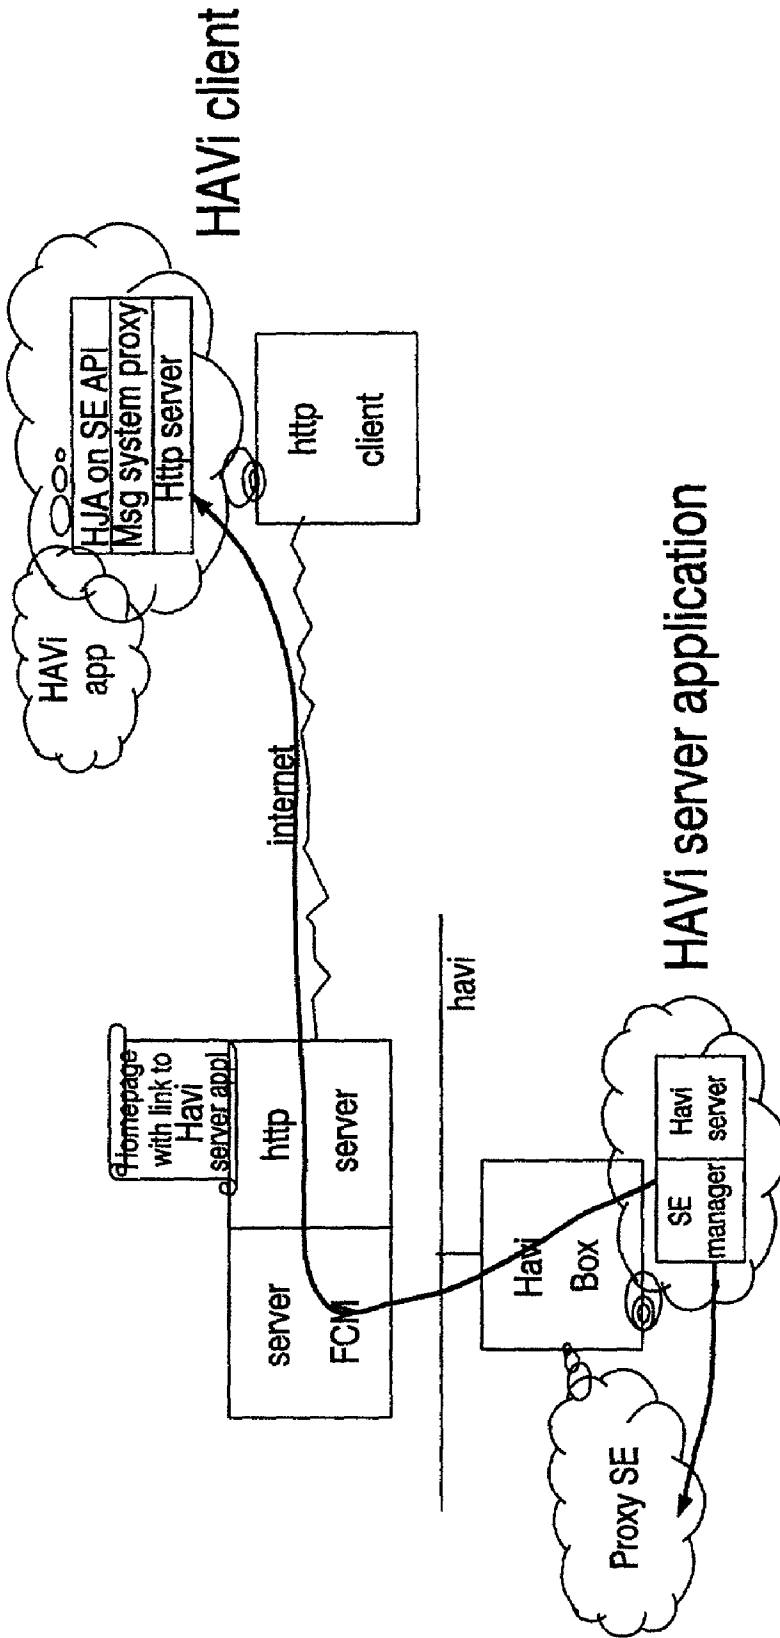 HAVi client
HJA on SE API
Msg system proxy
Http server
HAVi
app
http
client
internet
Homepage
with link to
Havi
server appl
http
server
server
FCM
havi
Havi
Box
HAVi server application
SE
manager
Havi
server
Proxy SE